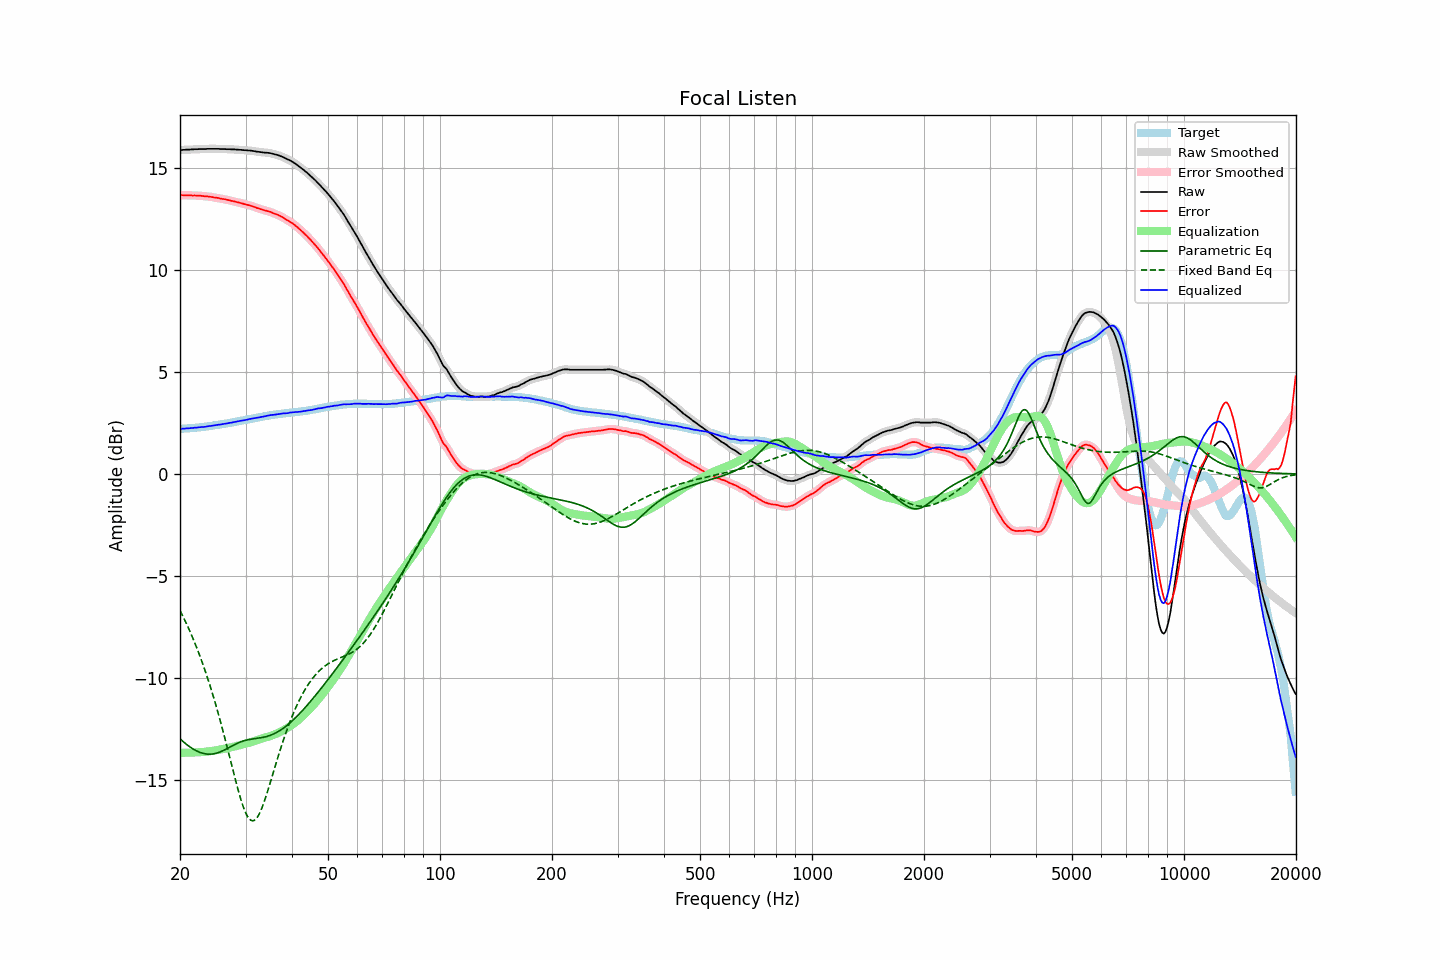 Focal Listen
Target
Raw Smoothed
Error Smoothed
Raw
Error
Equalization
Parametric Eq
Fixed Band Eq
Equalized
Amplitude (dBr)
15
10
5
0
−5
−10
−15
20
50
100
200
500
1000
2000
5000
10000
20000
Frequency (Hz)